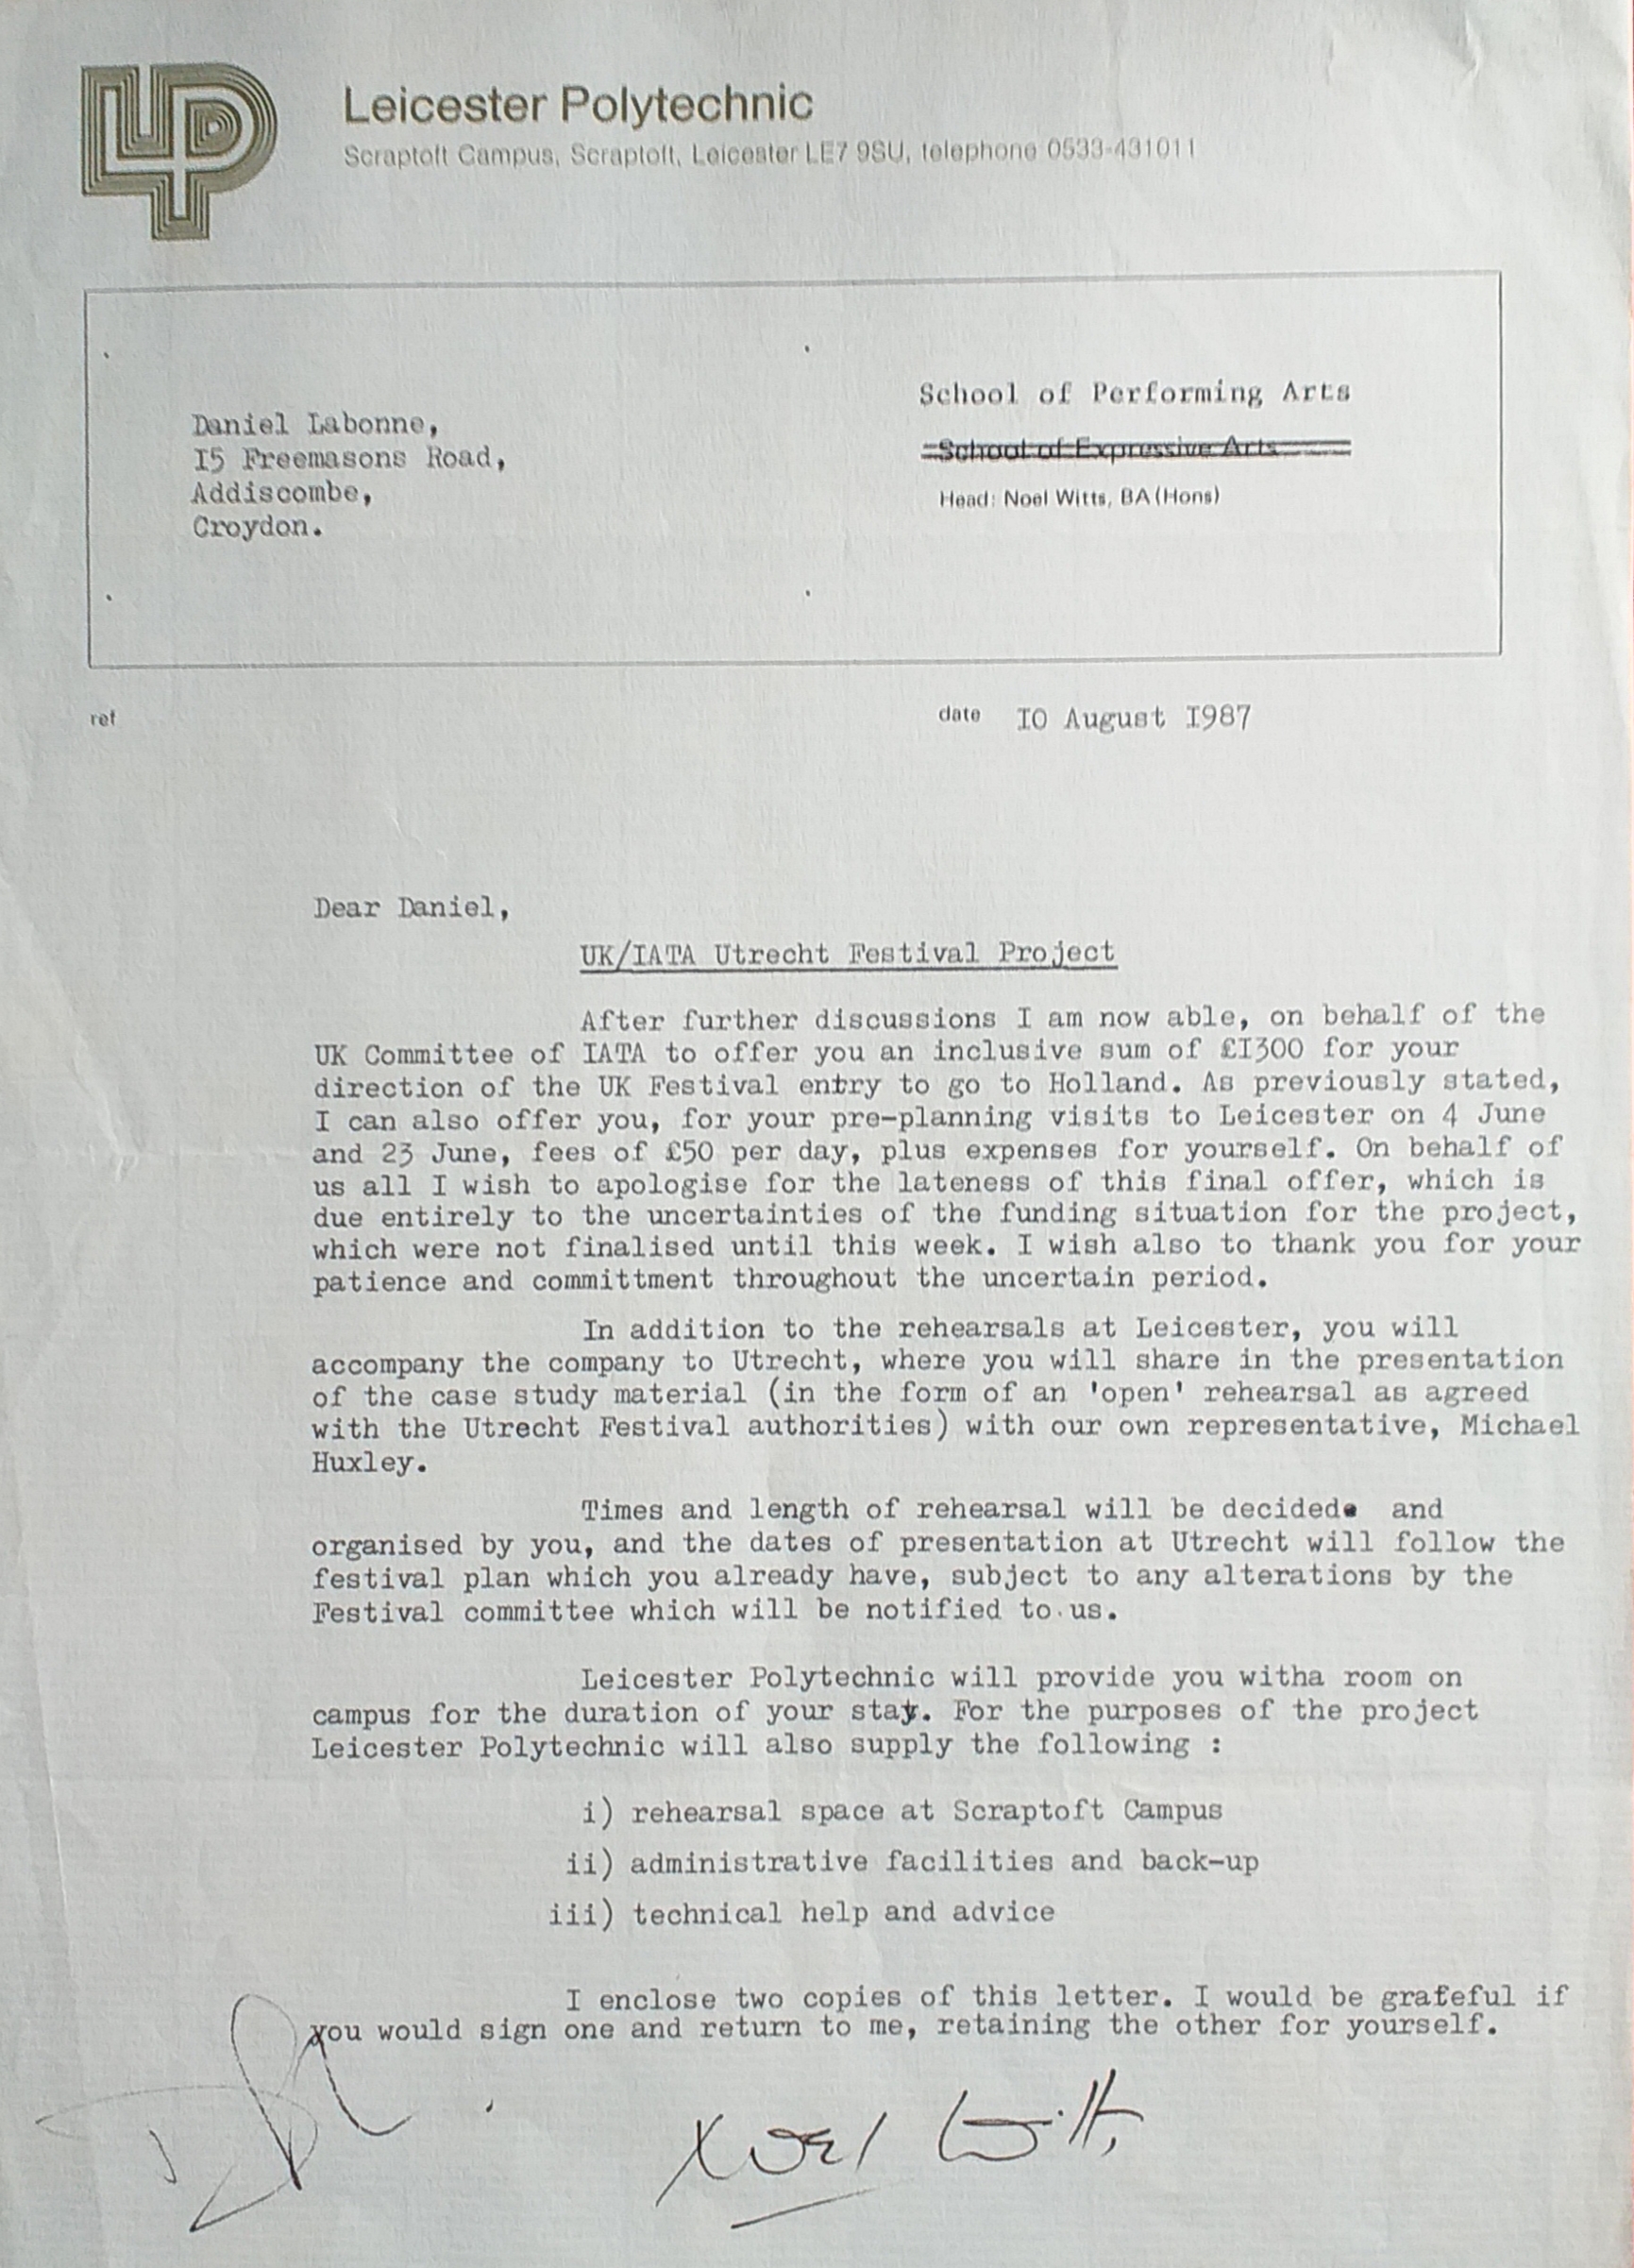 LP
Leicester Polytechnic
Scraptoft Campus, Scraptoft, Leicester LE7 9SU, telephone 0533-431011
School of Performing Arts
School of Expressive Arts
Head: Noel Witts, BA (Hons)
Daniel Labonne,
I5 Freemasons Road,
Addiscombe,
Croydon.
ref
date IO August I987
Dear Daniel,
UK/IATA Utrecht Festival Project
After further discussions I am now able, on behalf of the
UK Committee of IATA to offer you an inclusive sum of £I300 for your
direction of the UK Festival entry to go to Holland. As previously stated,
I can also offer you, for your pre-planning visits to Leicester on 4 June
and 23 June, fees of £50 per day, plus expenses for yourself. On behalf of
us all I wish to apologise for the lateness of this final offer, which is
due entirely to the uncertainties of the funding situation for the project,
which were not finalised until this week. I wish also to thank you for your
patience and committment throughout the uncertain period.
In addition to the rehearsals at Leicester, you will
accompany the company to Utrecht, where you will share in the presentation
of the case study material (in the form of an 'open' rehearsal as agreed
with the Utrecht Festival authorities) with our own representative, Michael
Huxley.
Times and length of rehearsal will be decided. and
organised by you, and the dates of presentation at Utrecht will follow the
festival plan which you already have, subject to any alterations by the
Festival committee which will be notified to us.
Leicester Polytechnic will provide you witha room on
campus for the duration of your stay. For the purposes of the project
Leicester Polytechnic will also supply the following :
i) rehearsal space at Scraptoft Campus
ii) administrative facilities and back-up
iii) technical help and advice
I enclose two copies of this letter. I would be grateful if
you would sign one and return to me, retaining the other for yourself.
Noel Witts